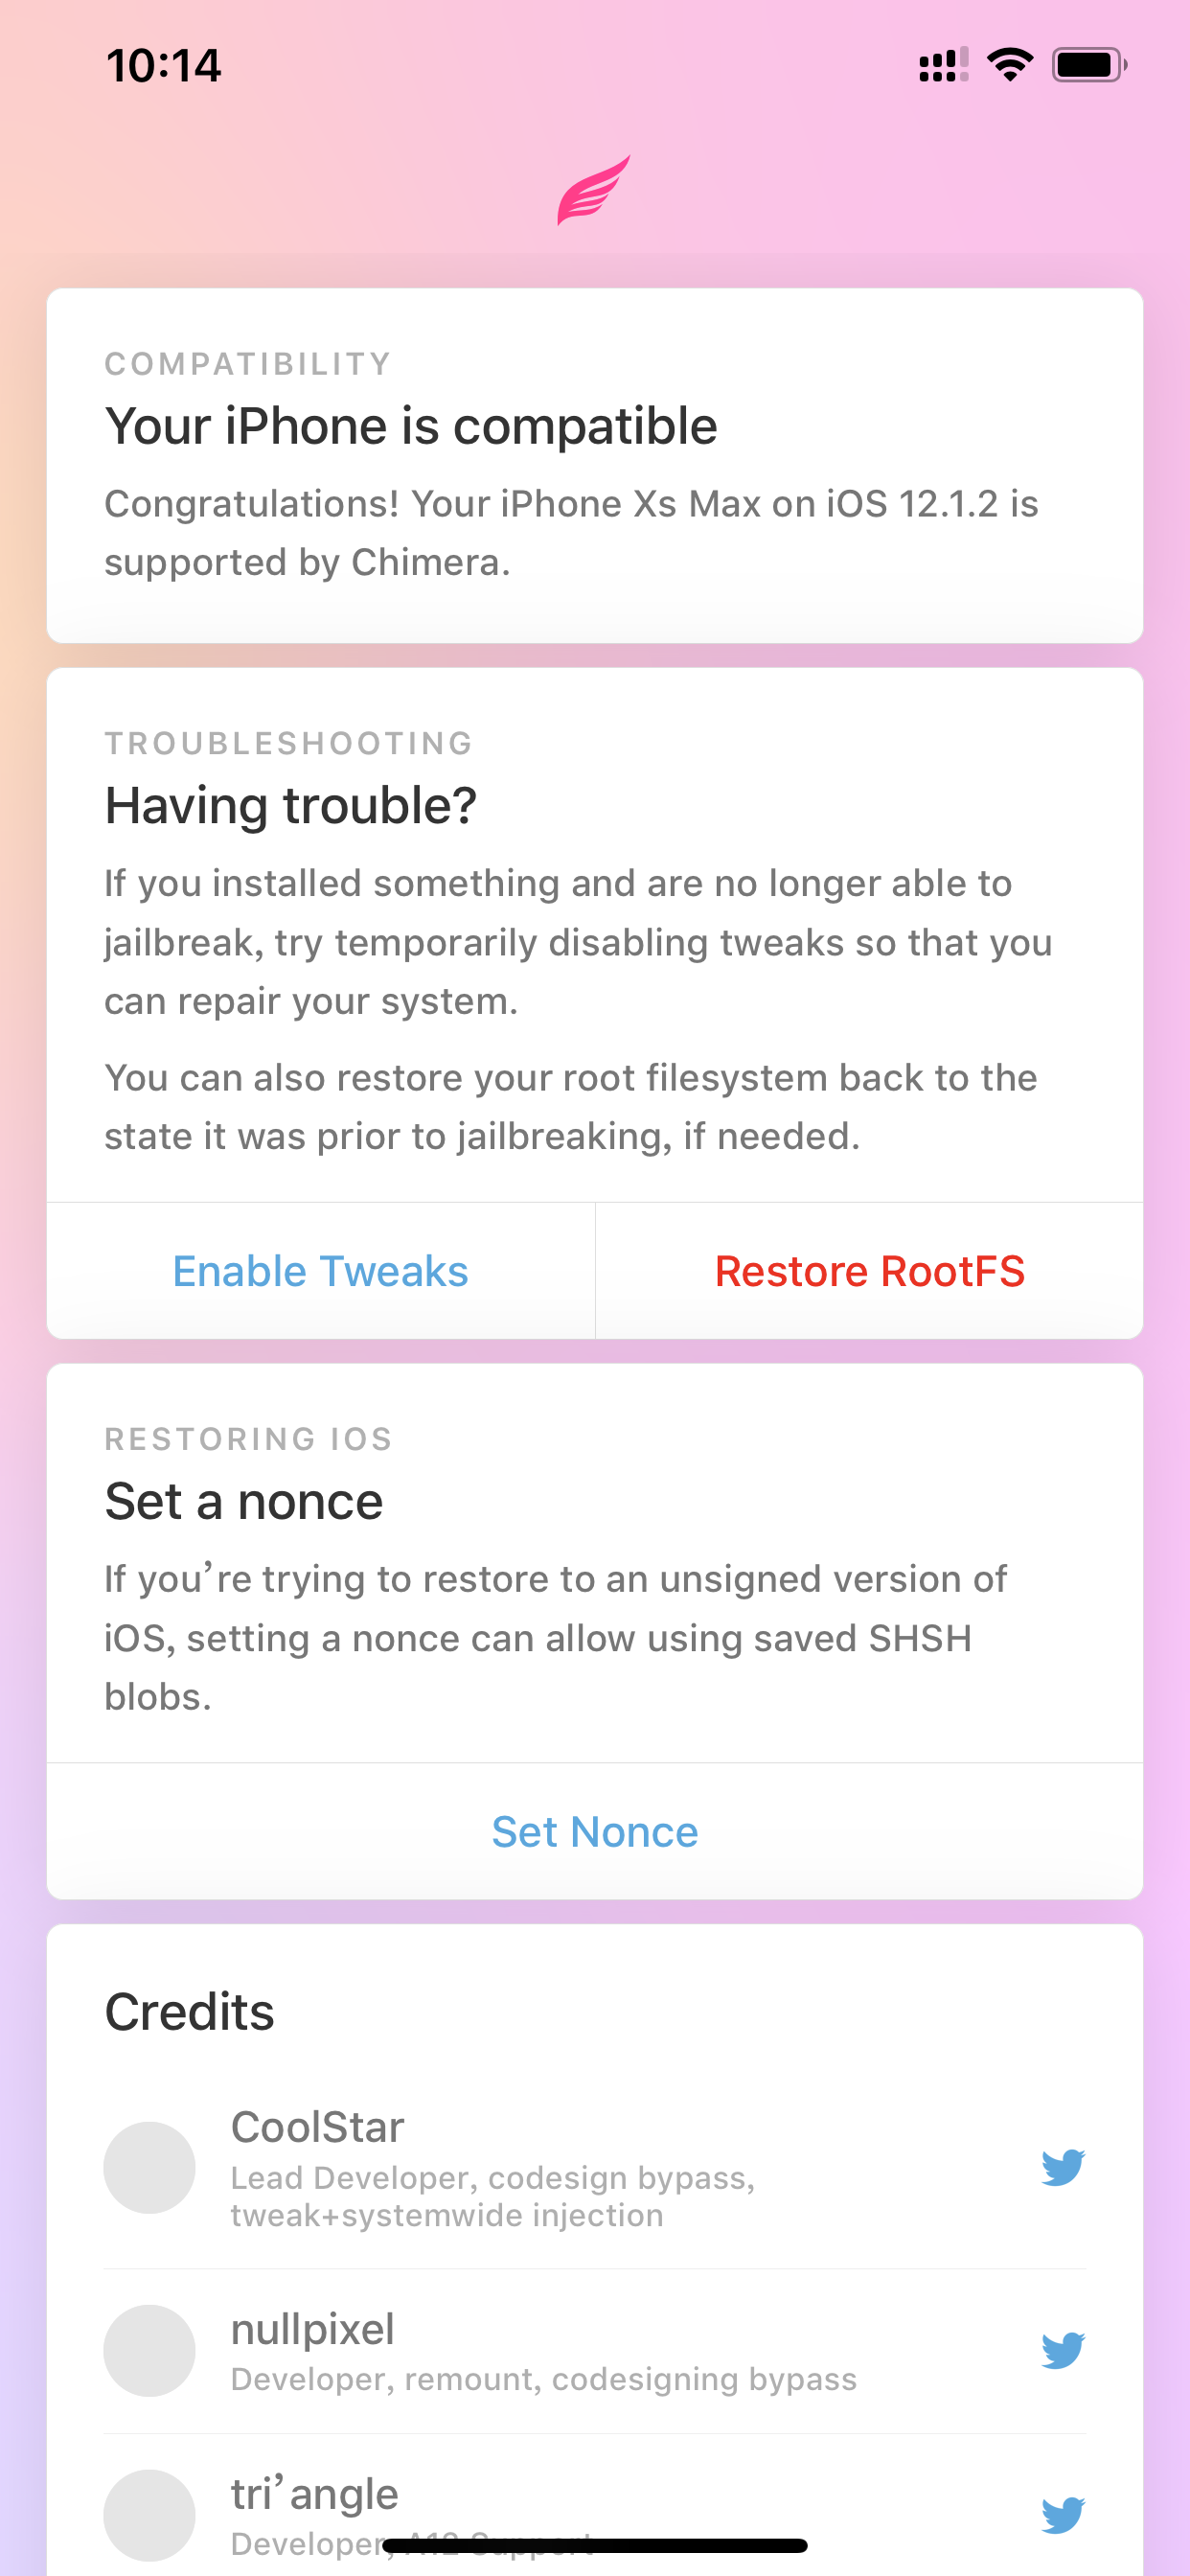 10:14
COMPATIBILITY
Your iPhone is compatible
Congratulations! Your iPhone Xs Max on iOS 12.1.2 is
supported by Chimera.
TROUBLESHOOTING
Having trouble?
If you installed something and are no longer able to
jailbreak, try temporarily disabling tweaks so that you
can repair your system.
You can also restore your root filesystem back to the
state it was prior to jailbreaking, if needed.
Enable Tweaks
Restore RootFS
RESTORING IOS
Set a nonce
If you’re trying to restore to an unsigned version of
iOS, setting a nonce can allow using saved SHSH
blobs.
Set Nonce
Credits
CoolStar
Lead Developer, codesign bypass,
tweak+systemwide injection
nullpixel
Developer, remount, codesigning bypass
tri’angle
Developer, A12 Support